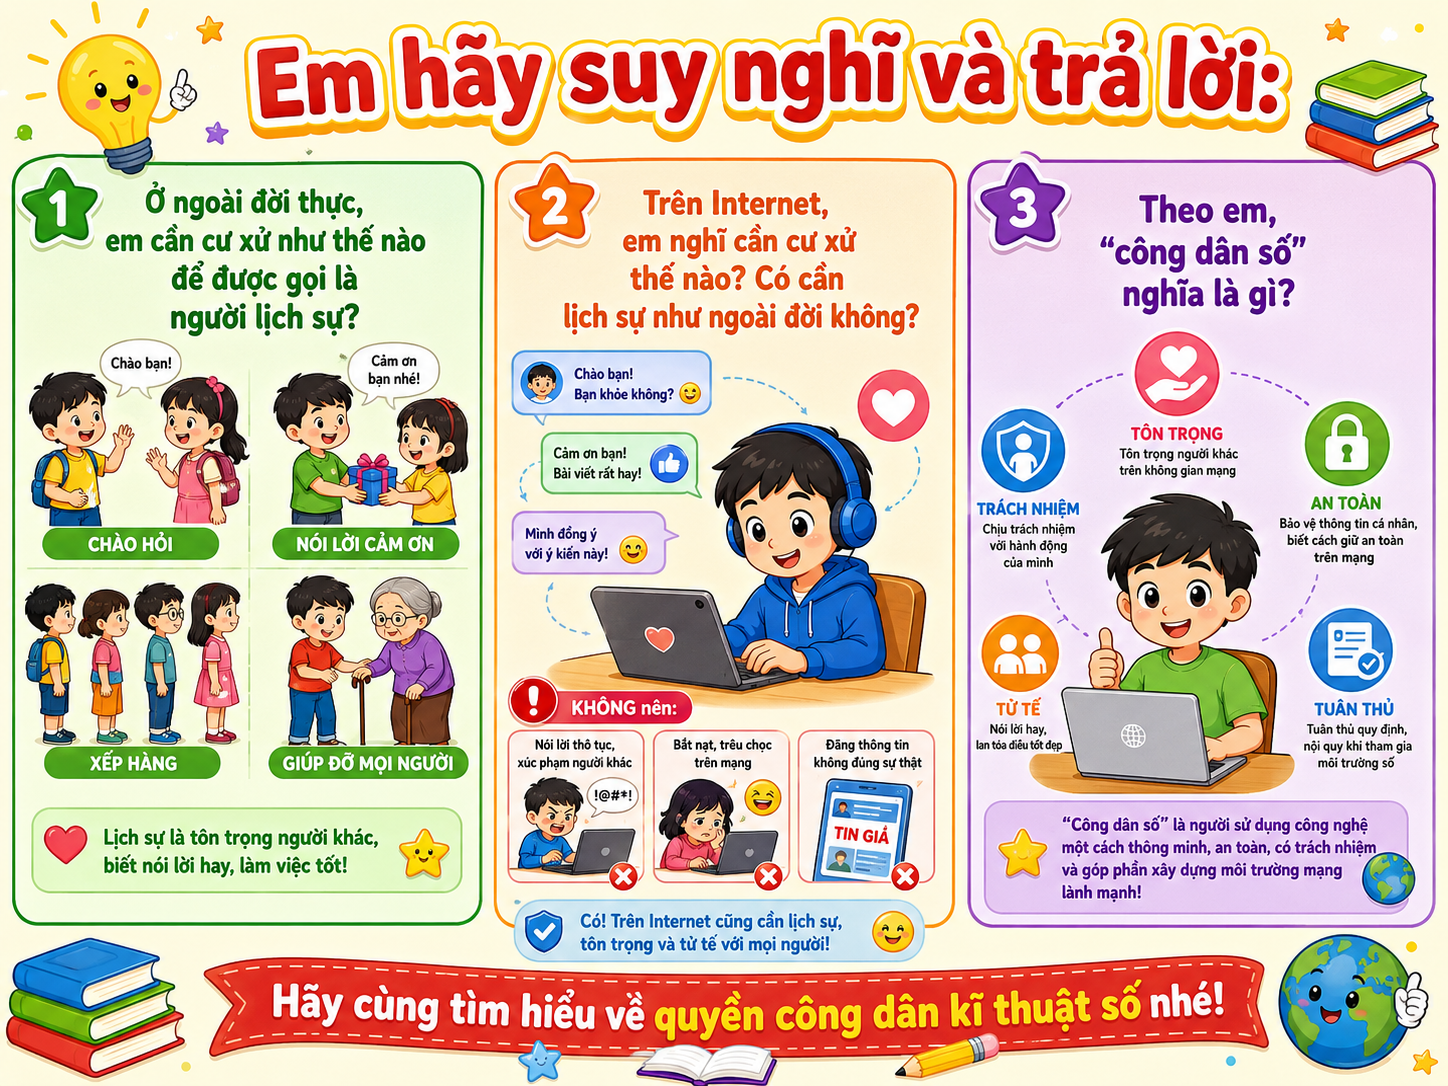 Em hãy suy nghĩ và trả lời:
1
Ở ngoài đời thực,
em cần cư xử như thế nào
để được gọi là
người lịch sự?
Chào bạn!
Cảm ơn
bạn nhé!
CHÀO HỎI
NÓI LỜI CẢM ƠN
XẾP HÀNG
GIÚP ĐỠ MỌI NGƯỜI
Lịch sự là tôn trọng người khác,
biết nói lời hay, làm việc tốt!
2
Trên Internet,
em nghĩ cần cư xử
thế nào? Có cần
lịch sự như ngoài đời không?
Chào bạn!
Bạn khỏe không?
Cảm ơn bạn!
Bài viết rất hay!
Mình đồng ý
với ý kiến này!
!
KHÔNG nên:
Nói lời thô tục,
xúc phạm người khác
!@#*!
Bắt nạt, trêu chọc
trên mạng
Đăng thông tin
không đúng sự thật
TIN GIẢ
Có! Trên Internet cũng cần lịch sự,
tôn trọng và tử tế với mọi người!
3
Theo em,
“công dân số”
nghĩa là gì?
TÔN TRỌNG
Tôn trọng người khác
trên không gian mạng
TRÁCH NHIỆM
Chịu trách nhiệm
với hành động
của mình
AN TOÀN
Bảo vệ thông tin cá nhân,
biết cách giữ an toàn
trên mạng
TỬ TẾ
Nói lời hay,
lan tỏa điều tốt đẹp
TUÂN THỦ
Tuân thủ quy định,
nội quy khi tham gia
môi trường số
“Công dân số” là người sử dụng công nghệ
một cách thông minh, an toàn, có trách nhiệm
và góp phần xây dựng môi trường mạng
lành mạnh!
Hãy cùng tìm hiểu về quyền công dân kĩ thuật số nhé!